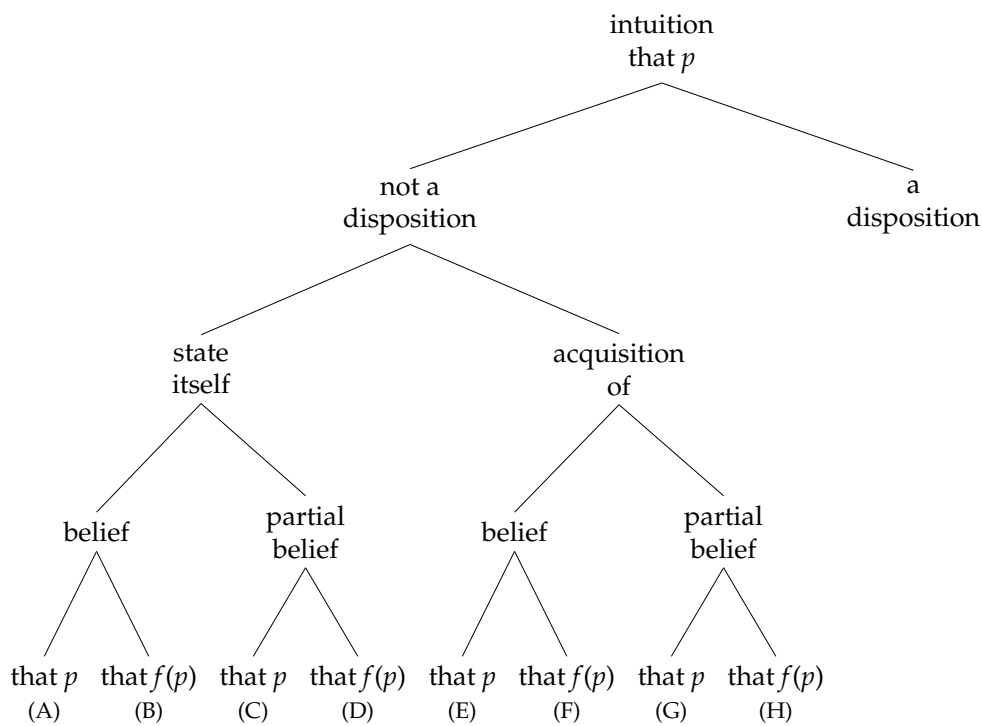 intuition
that p
not a
disposition
a
disposition
state
itself
acquisition
of
belief
partial
belief
belief
partial
belief
that p
that f(p)
that p
that f(p)
that p
that f(p)
that p
that f(p)
(A)
(B)
(C)
(D)
(E)
(F)
(G)
(H)